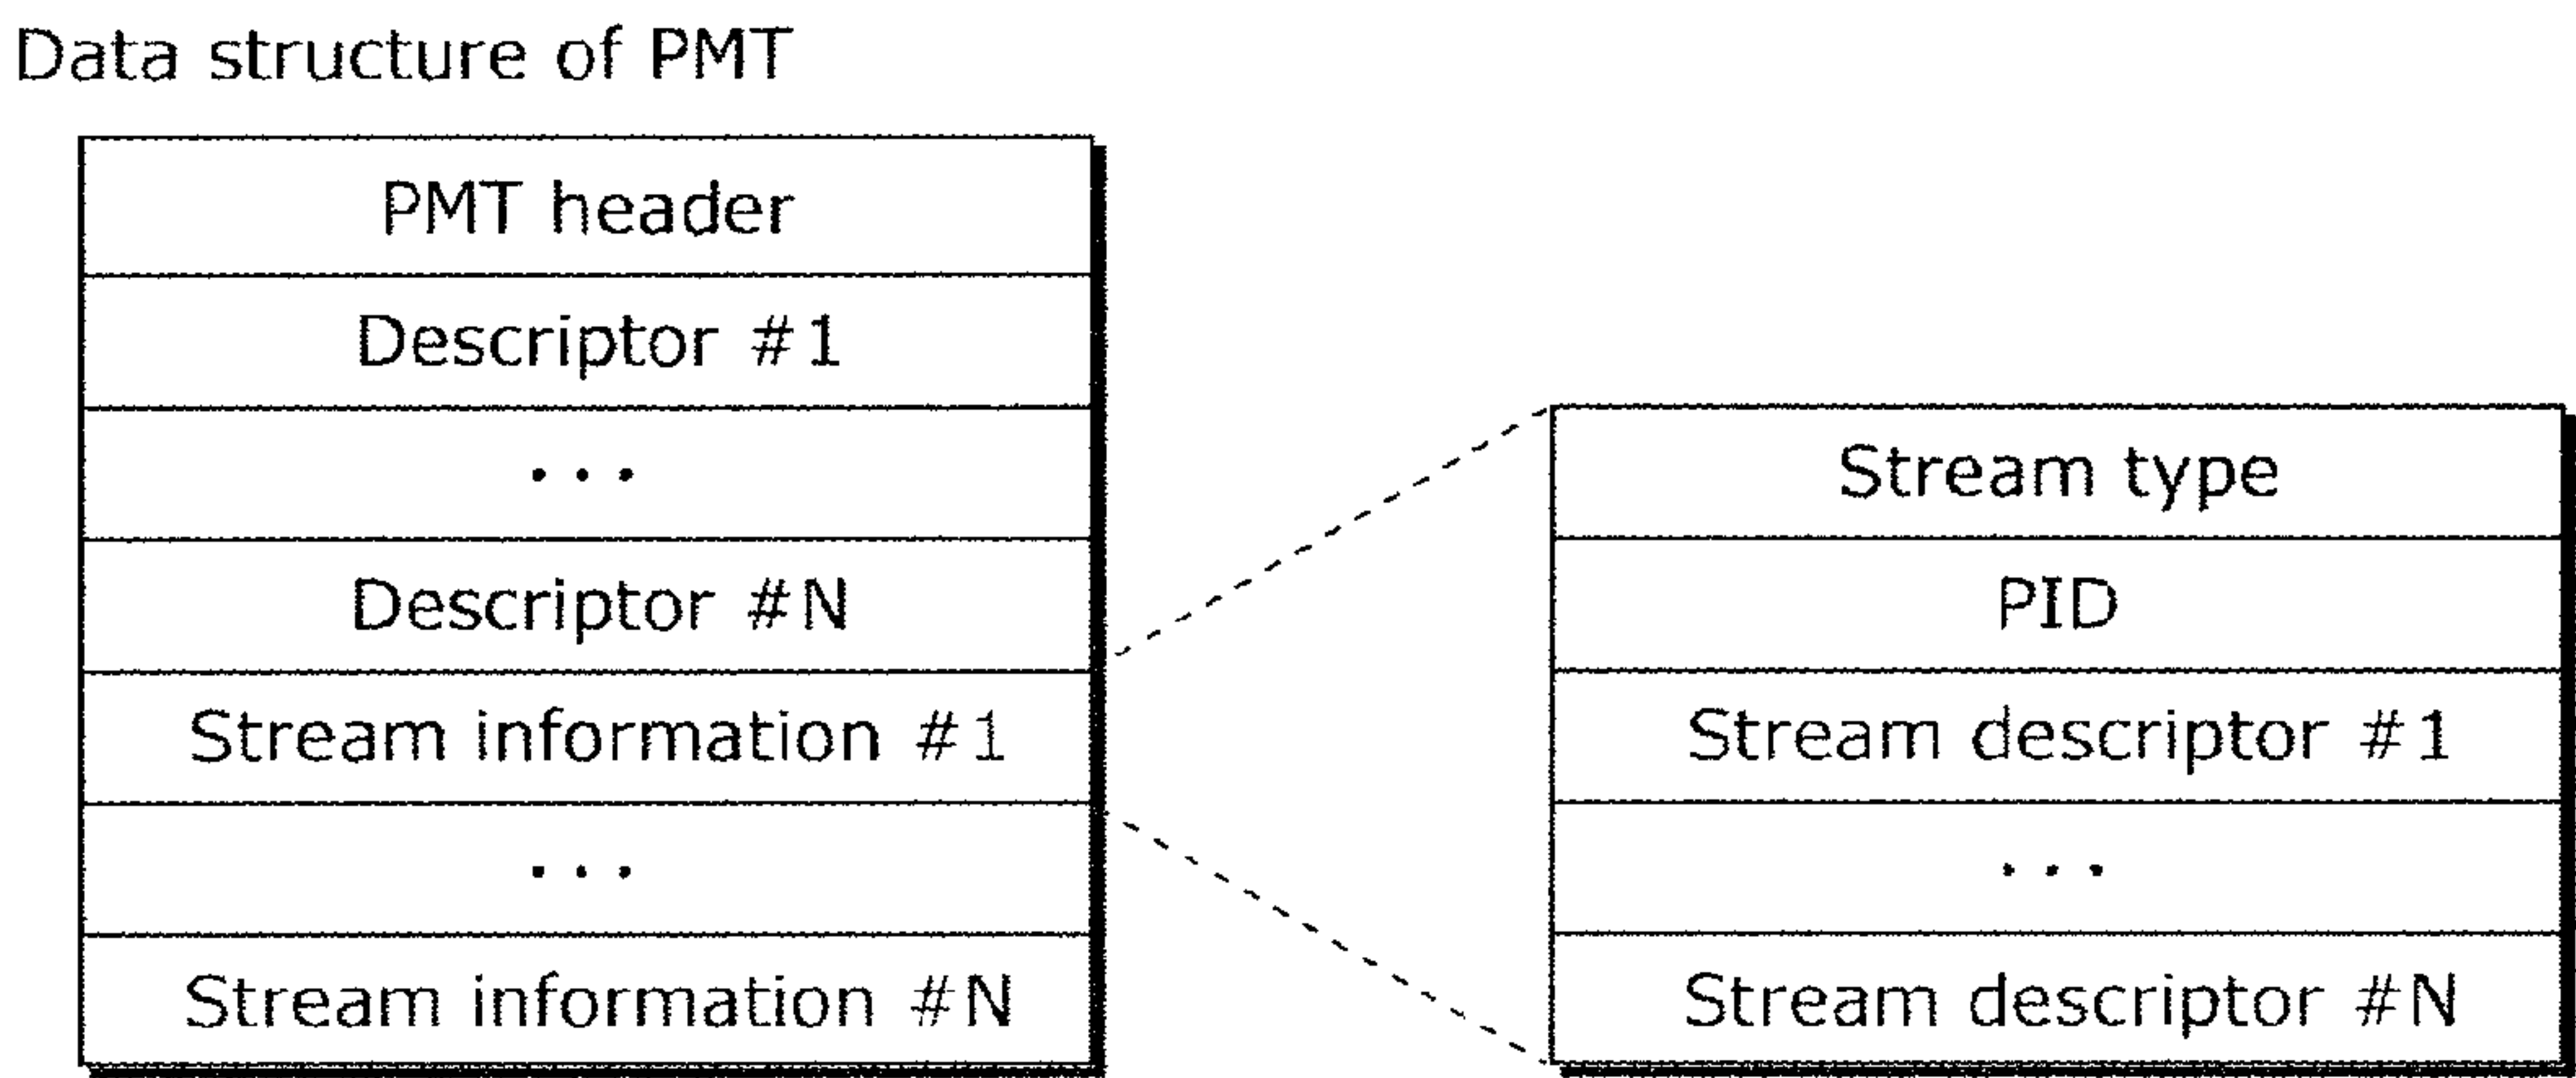 Data structure of PMT
PMT header
Descriptor #1
...
Descriptor #N
Stream information #1
...
Stream information #N
Stream type
PID
Stream descriptor #1
...
Stream descriptor #N